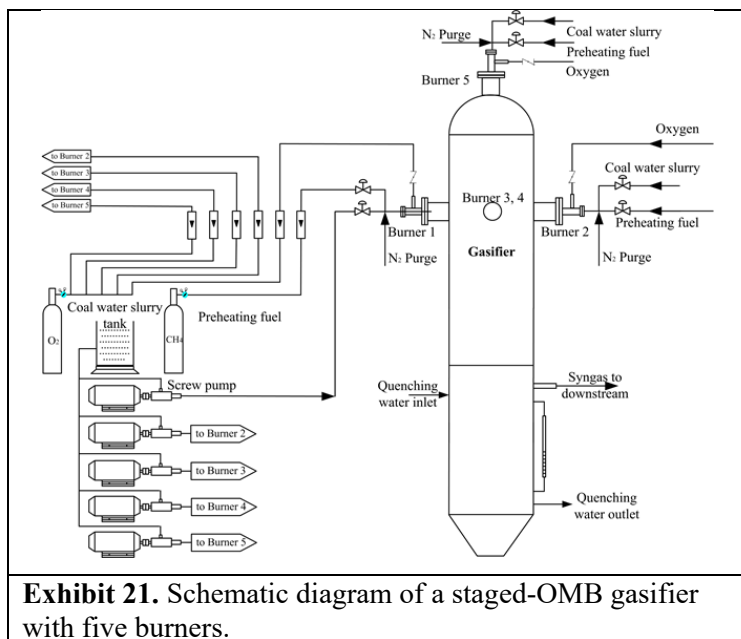 Coal water slurry
N₂ Purge
Preheating fuel
Oxygen
Burner 5
Oxygen
to Burner 2
to Burner 3
to Burner 4
to Burner 5
Coal water slurry
Burner 3, 4
Preheating fuel
Burner 1
Burner 2
Gasifier
N₂ Purge
N₂ Purge
Coal water slurry
tank
Preheating fuel
O₂
CH₄
Screw pump
Quenching
water inlet
Syngas to
downstream
to Burner 2
to Burner 3
to Burner 4
to Burner 5
Quenching
water outlet
Exhibit 21. Schematic diagram of a staged-OMB gasifier
with five burners.